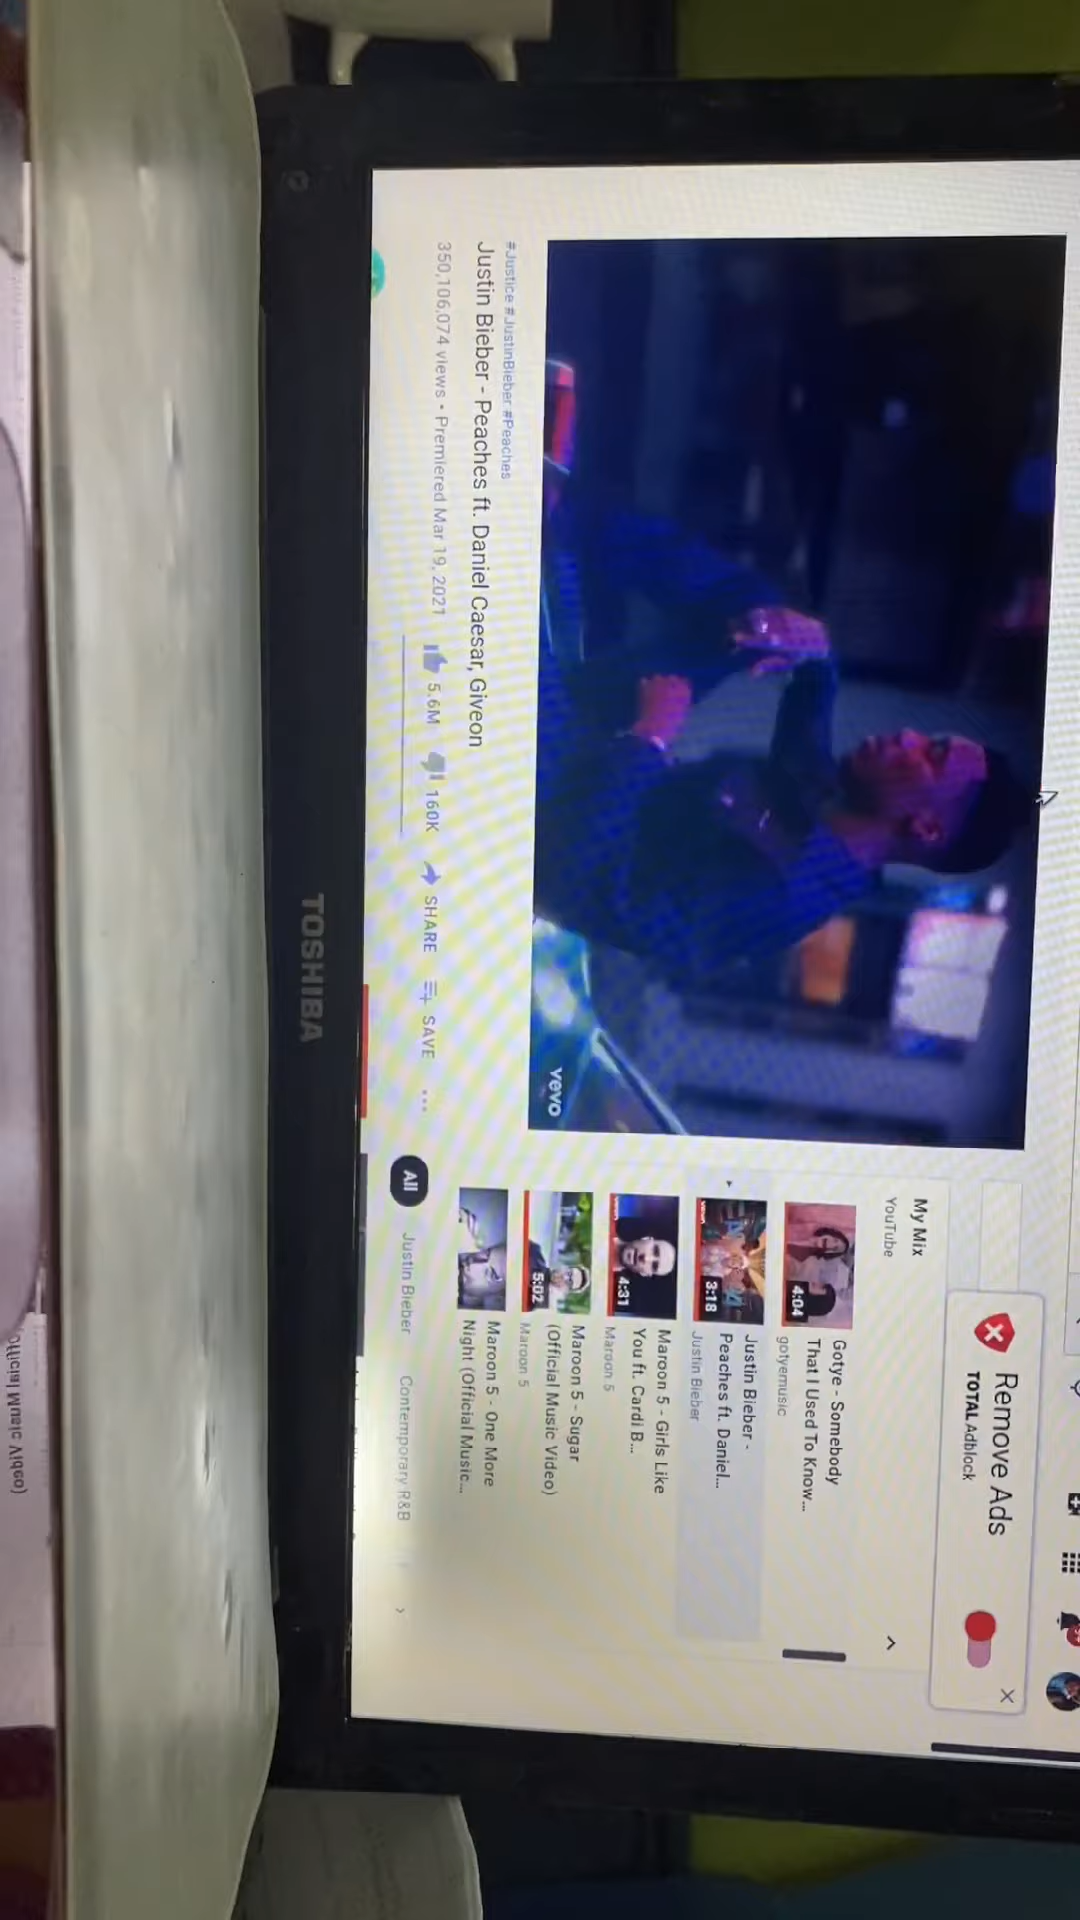 Remove Ads
TOTAL Adblock
vevo
#Justice #JustinBieber #Peaches
Justin Bieber - Peaches ft. Daniel Caesar, Giveon
350,106,074 views • Premiered Mar 19, 2021
5.6M
160K
SHARE
SAVE
...
My Mix
YouTube
4:04
Gotye - Somebody
That I Used To Know...
gotyemusic
3:18
Justin Bieber -
Peaches ft. Daniel...
Justin Bieber
4:31
Maroon 5 - Girls Like
You ft. Cardi B...
Maroon 5
5:02
Maroon 5 - Sugar
(Official Music Video)
Maroon 5
Maroon 5 - One More
Night (Official Music...
All
Justin Bieber
Contemporary R&B
TOSHIBA
Official Music Video)